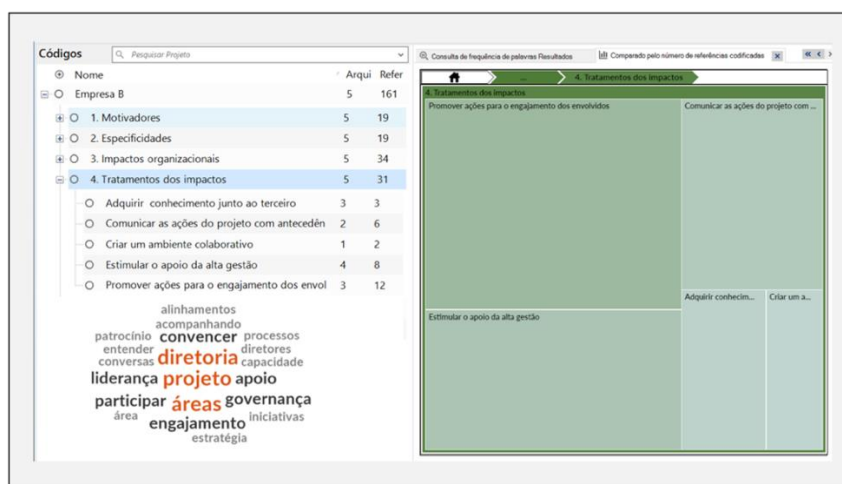 Códigos
Pesquisar Projeto
Nome Arqui Refer
Empresa B 5 161
1. Motivadores 5 19
2. Especificidades 5 19
3. Impactos organizacionais 5 34
4. Tratamentos dos impactos 5 31
Adquirir conhecimento junto ao terceiro 3 3
Comunicar as ações do projeto com antecedên 2 6
Criar um ambiente colaborativo 1 2
Estimular o apoio da alta gestão 4 8
Promover ações para o engajamento dos envol 3 12
alinhamentos
acompanhando
patrocínio convencer processos
entender diretores
conversas diretoria capacidade
liderança projeto apoio
participar áreas governança
área engajamento iniciativas
estratégia
Consulta de frequência de palavras Resultados
Comparado pelo número de referências codificadas
... 4. Tratamentos dos impactos
4. Tratamentos dos impactos
Promover ações para o engajamento dos envolvidos
Comunicar as ações do projeto com ...
Estimular o apoio da alta gestão
Adquirir conhecim...
Criar um a...